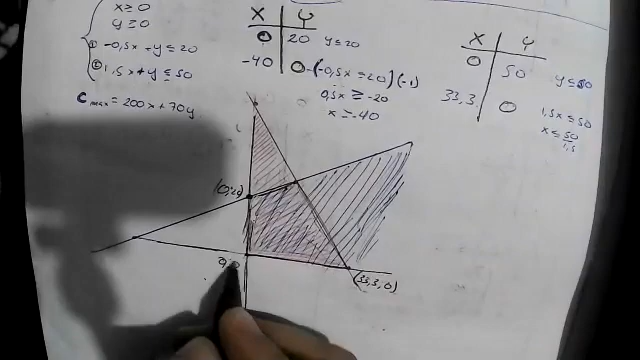 x ≥ 0
y ≥ 0
① -0,5x + y ≤ 20
② 1,5x + y ≤ 50
Cmax = 200x + 70y
x y
0 20 y ≤ 20
-40 0 -(-0,5x = 20)(-1)
0,5x ≥ -20
x ≥ -40
x y
0 50 y ≤ 50
33,3 0 1,5x ≤ 50
x ≤ 50
1,5
(0,20)
(33,3,0)